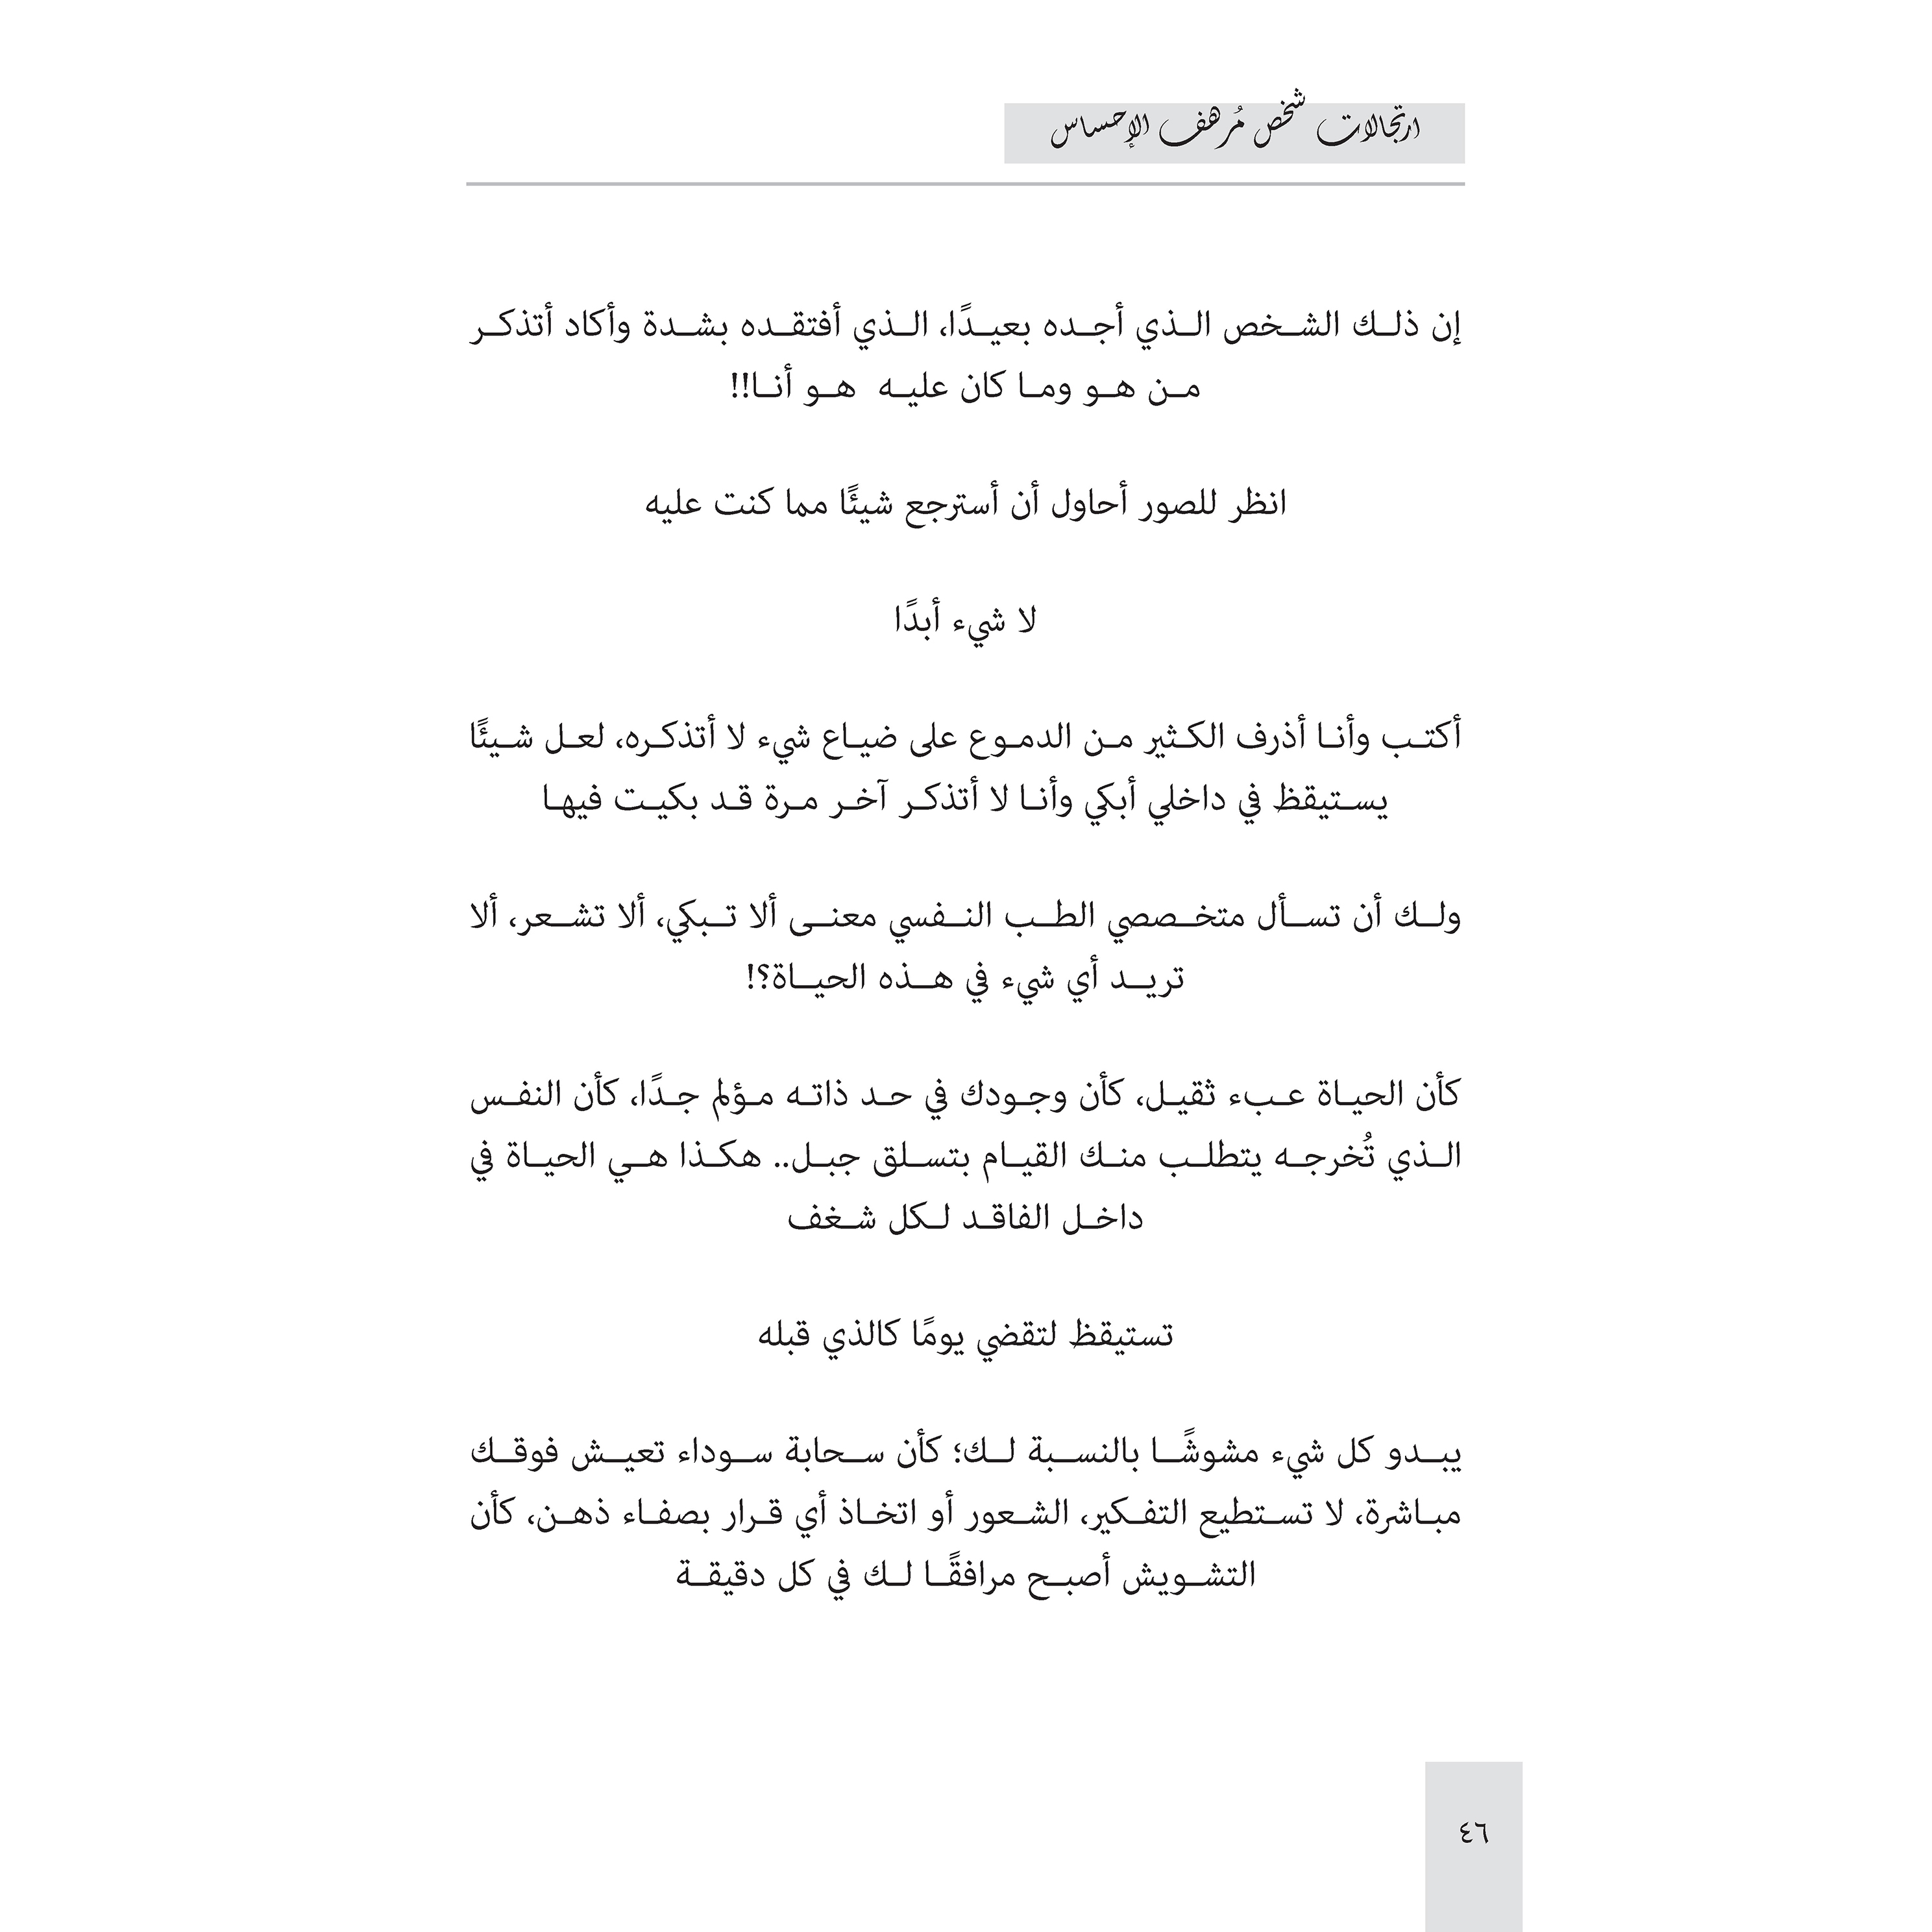 ارتجالات شخص مُرهف الإحساس
إن ذلك الشخص الذي أجده بعيدًا، الذي أفتقده بشدة وأكاد أتذكر
من هو وما كان عليه هو أنا!!
انظر للصور أحاول أن أسترجع شيئًا مما كنت عليه
لا شيء أبدًا
أكتب وأنا أذرف الكثير من الدموع على ضياع شيء لا أتذكره، لعل شيئًا
يستيقظ في داخلي أبكي وأنا لا أتذكر آخر مرة قد بكيت فيها
ولك أن تسأل متخصصي الطب النفسي معنى ألا تبكي، ألا تشعر، ألا
تريد أي شيء في هذه الحياة؟!
كأن الحياة عبء ثقيل، كأن وجودك في حد ذاته مؤلم جدًا، كأن النفس
الذي تُخرجه يتطلب منك القيام بتسلق جبل.. هكذا هي الحياة في
داخل الفاقد لكل شغف
تستيقظ لتقضي يومًا كالذي قبله
يبدو كل شيء مشوشًا بالنسبة لك؛ كأن سحابة سوداء تعيش فوقك
مباشرة، لا تستطيع التفكير، الشعور أو اتخاذ أي قرار بصفاء ذهن، كأن
التشويش أصبح مرافقًا لك في كل دقيقة
٤٦